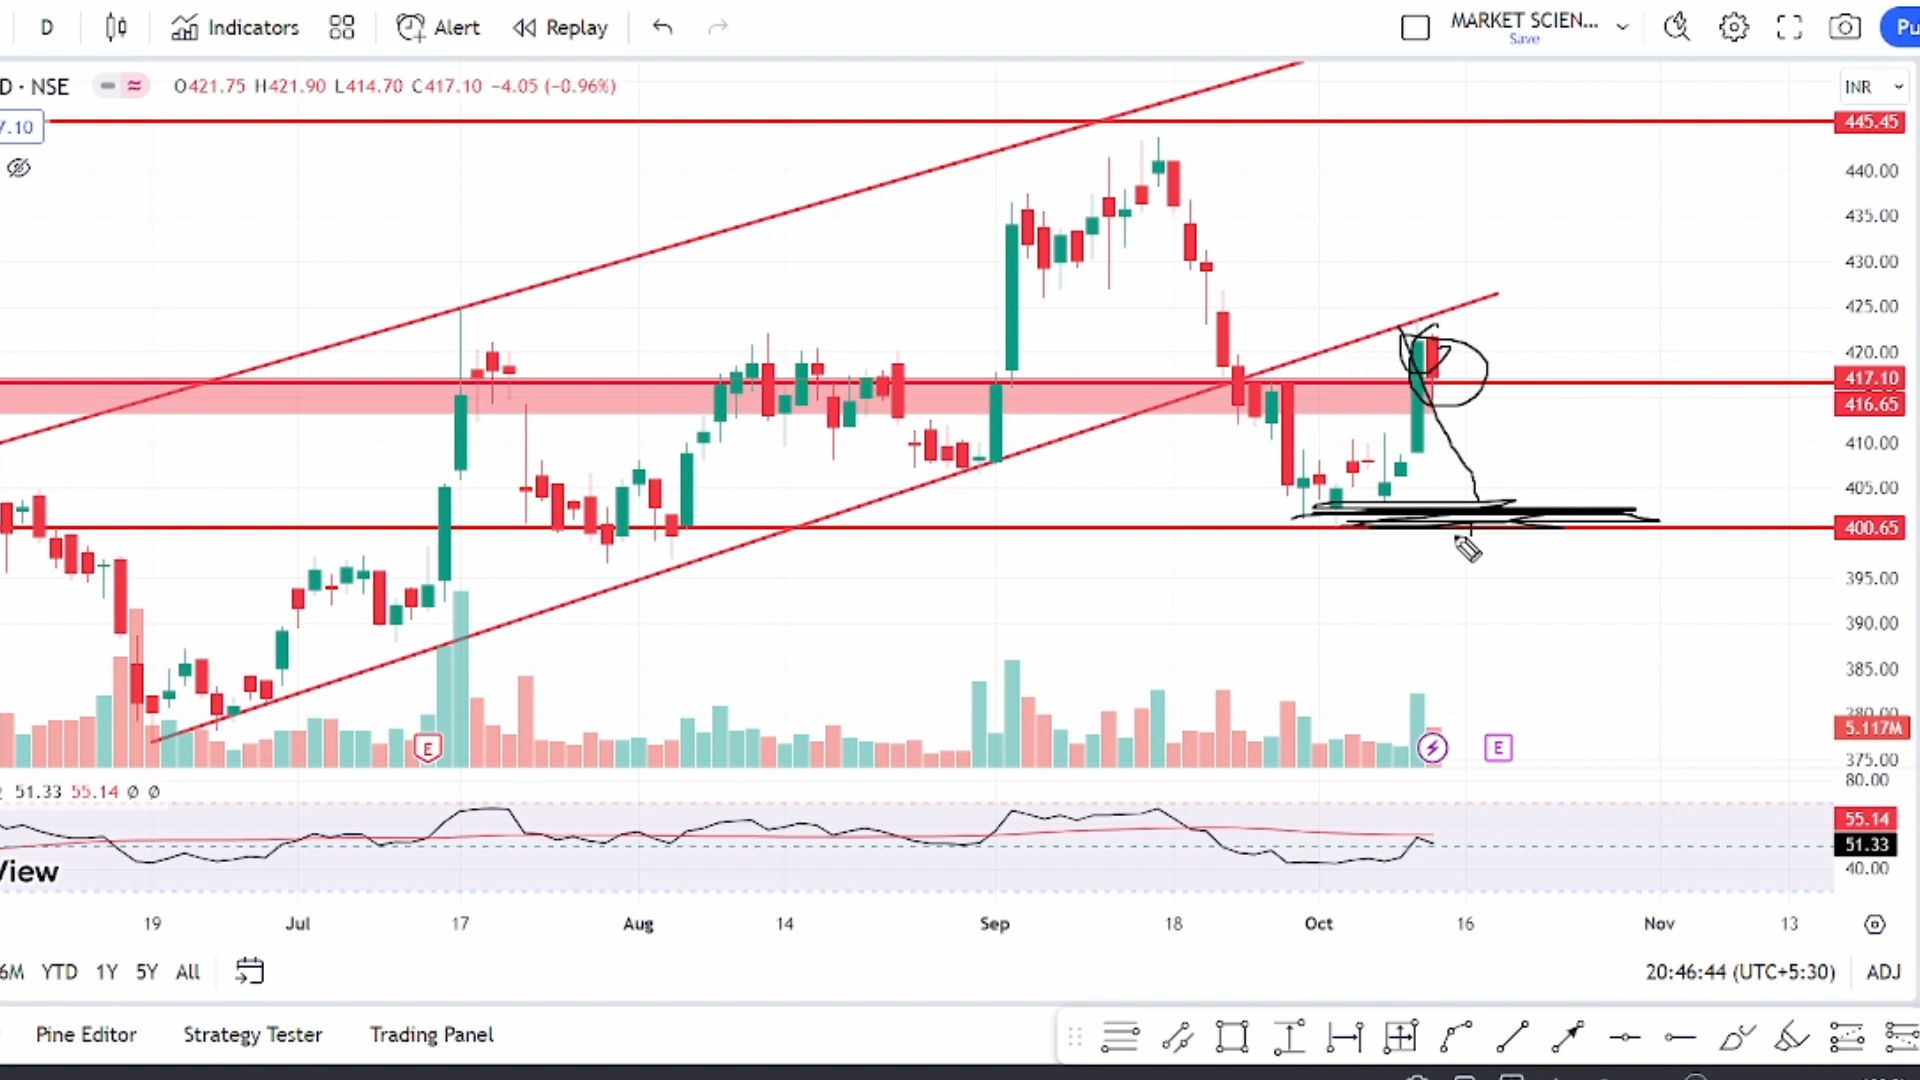 D Indicators Alert Replay MARKET SCIEN... Save Pu
D · NSE O421.75 H421.90 L414.70 C417.10 −4.05 (−0.96%) INR
7.10
445.45
440.00
435.00
430.00
425.00
420.00
417.10
416.65
410.00
405.00
400.65
395.00
390.00
385.00
380.00
5.117M
375.00
E E
80.00
51.33 55.14 Ø Ø
55.14
51.33
40.00
View
19 Jul 17 Aug 14 Sep 18 Oct 16 Nov 13
6M YTD 1Y 5Y All 20:46:44 (UTC+5:30) ADJ
Pine Editor Strategy Tester Trading Panel